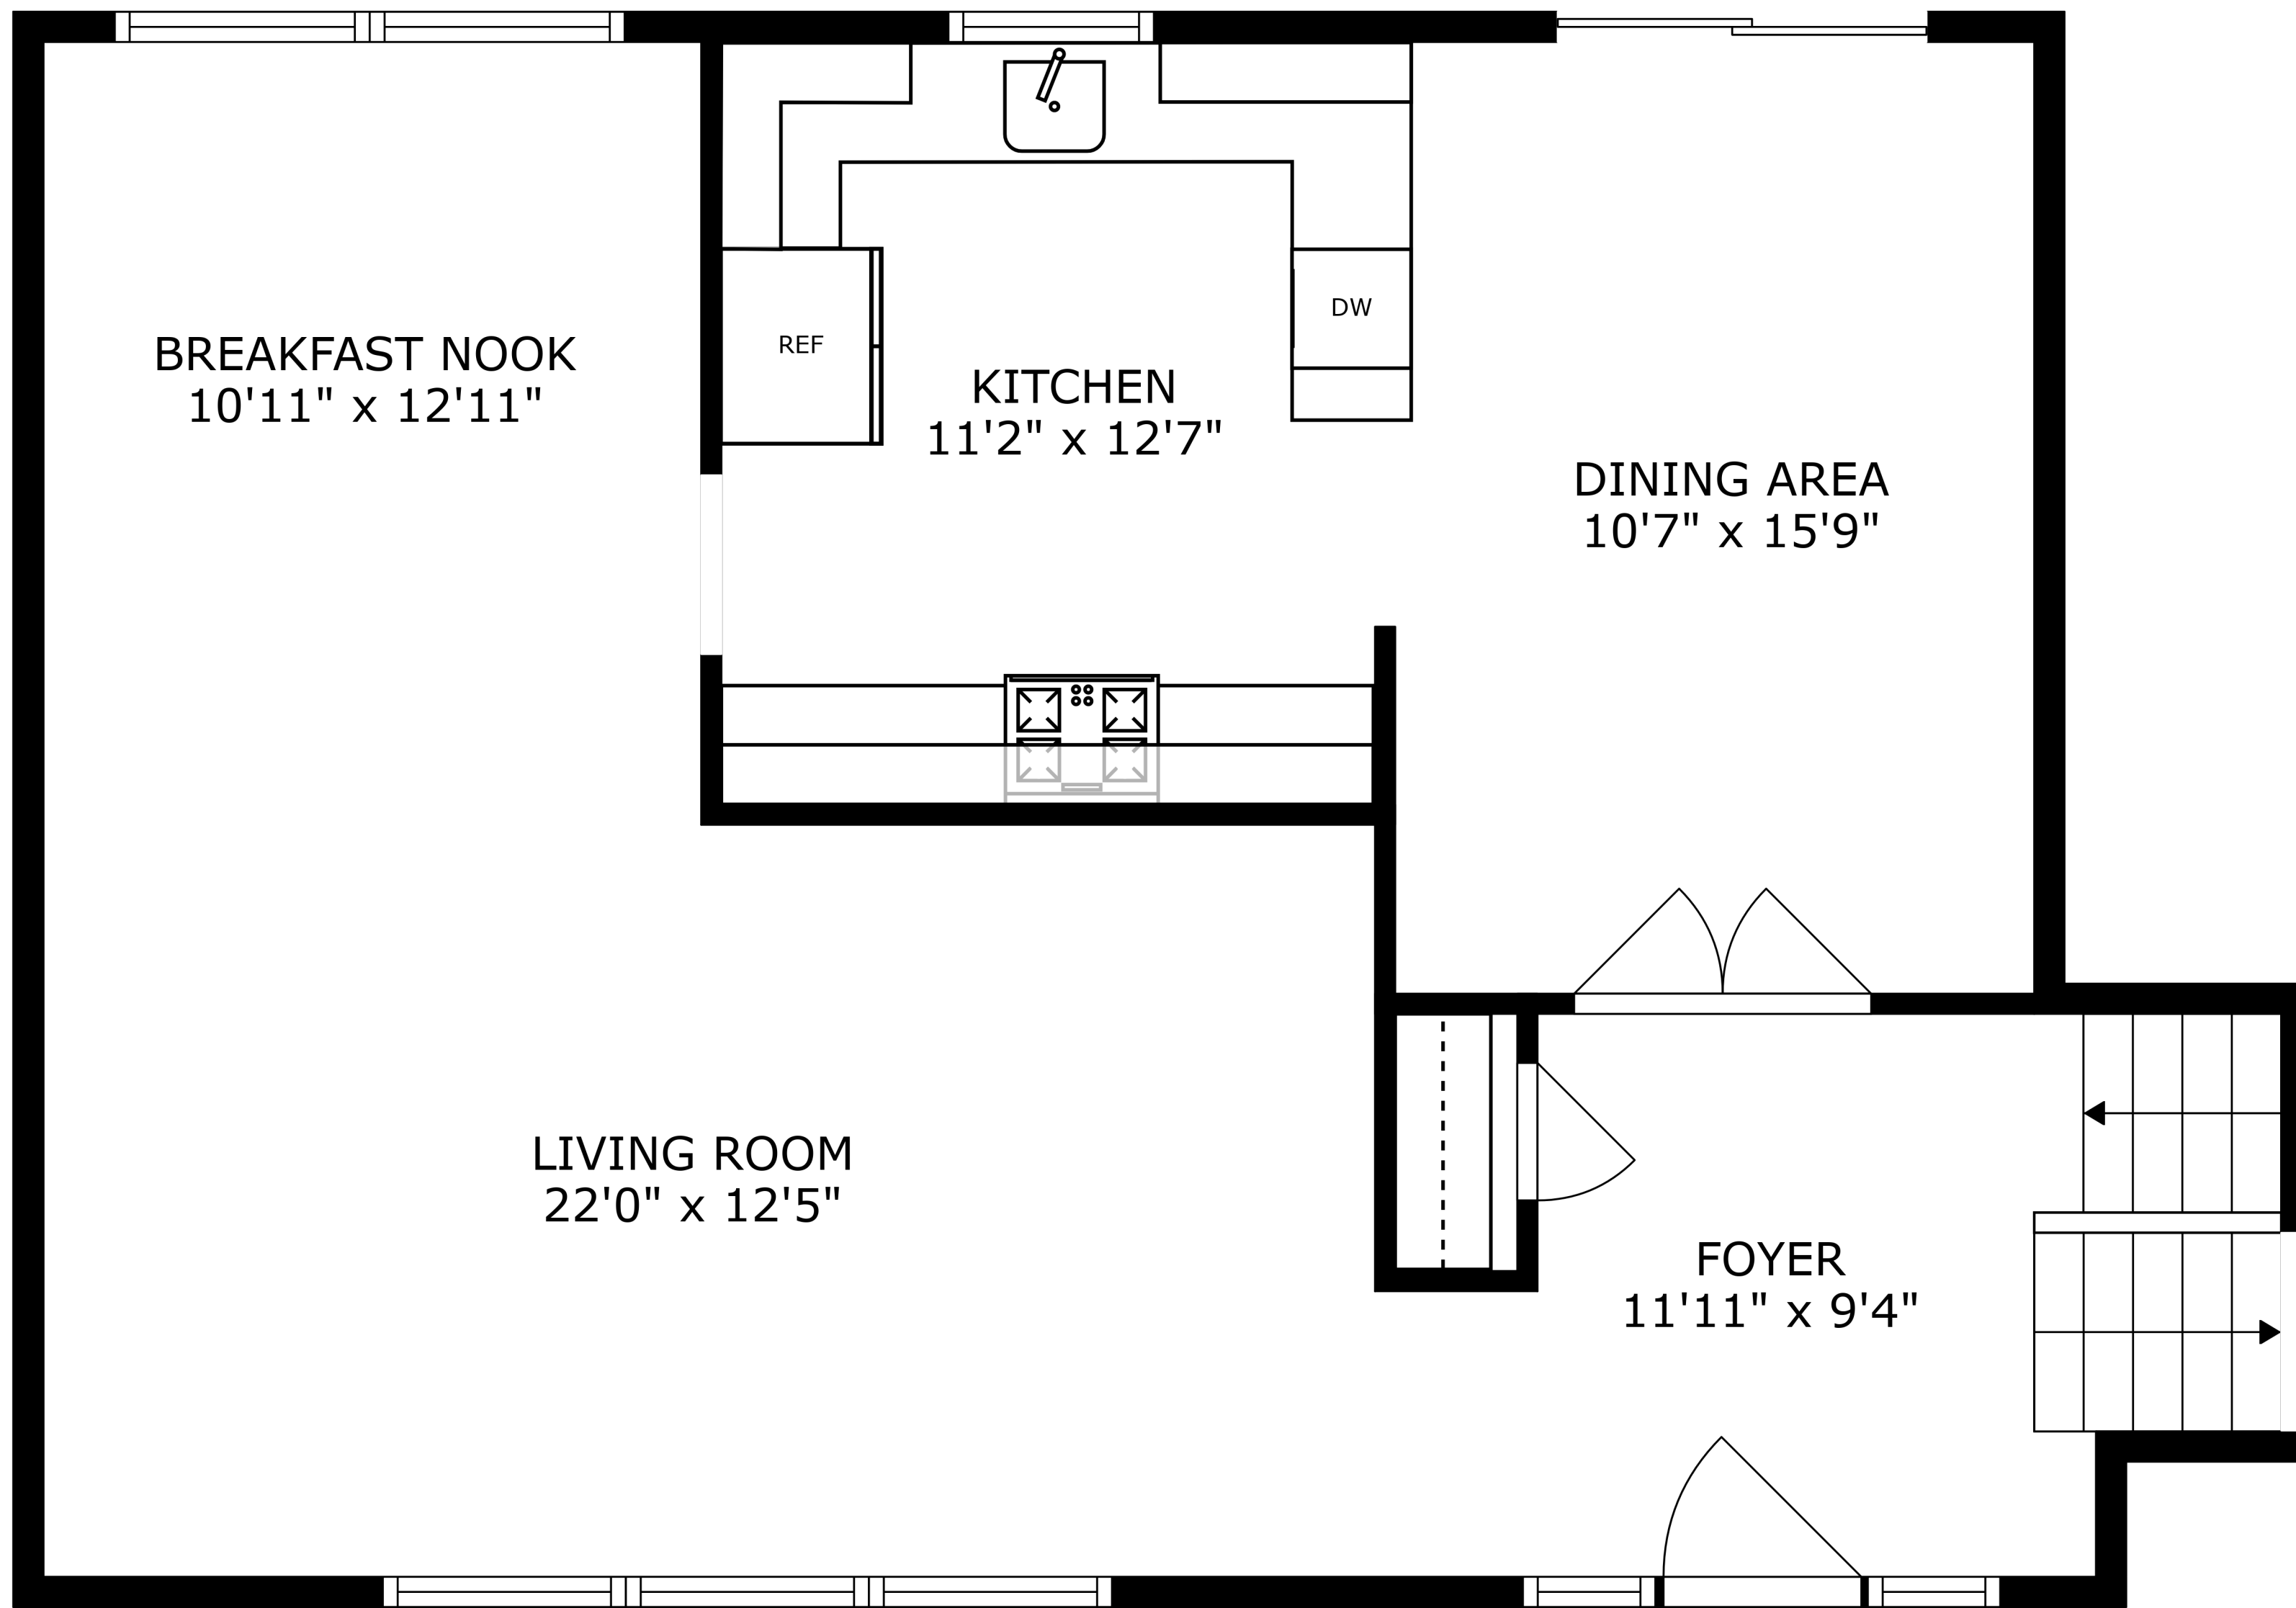 BREAKFAST NOOK
10'11" x 12'11"
REF
KITCHEN
11'2" x 12'7"
DW
DINING AREA
10'7" x 15'9"
LIVING ROOM
22'0" x 12'5"
FOYER
11'11" x 9'4"